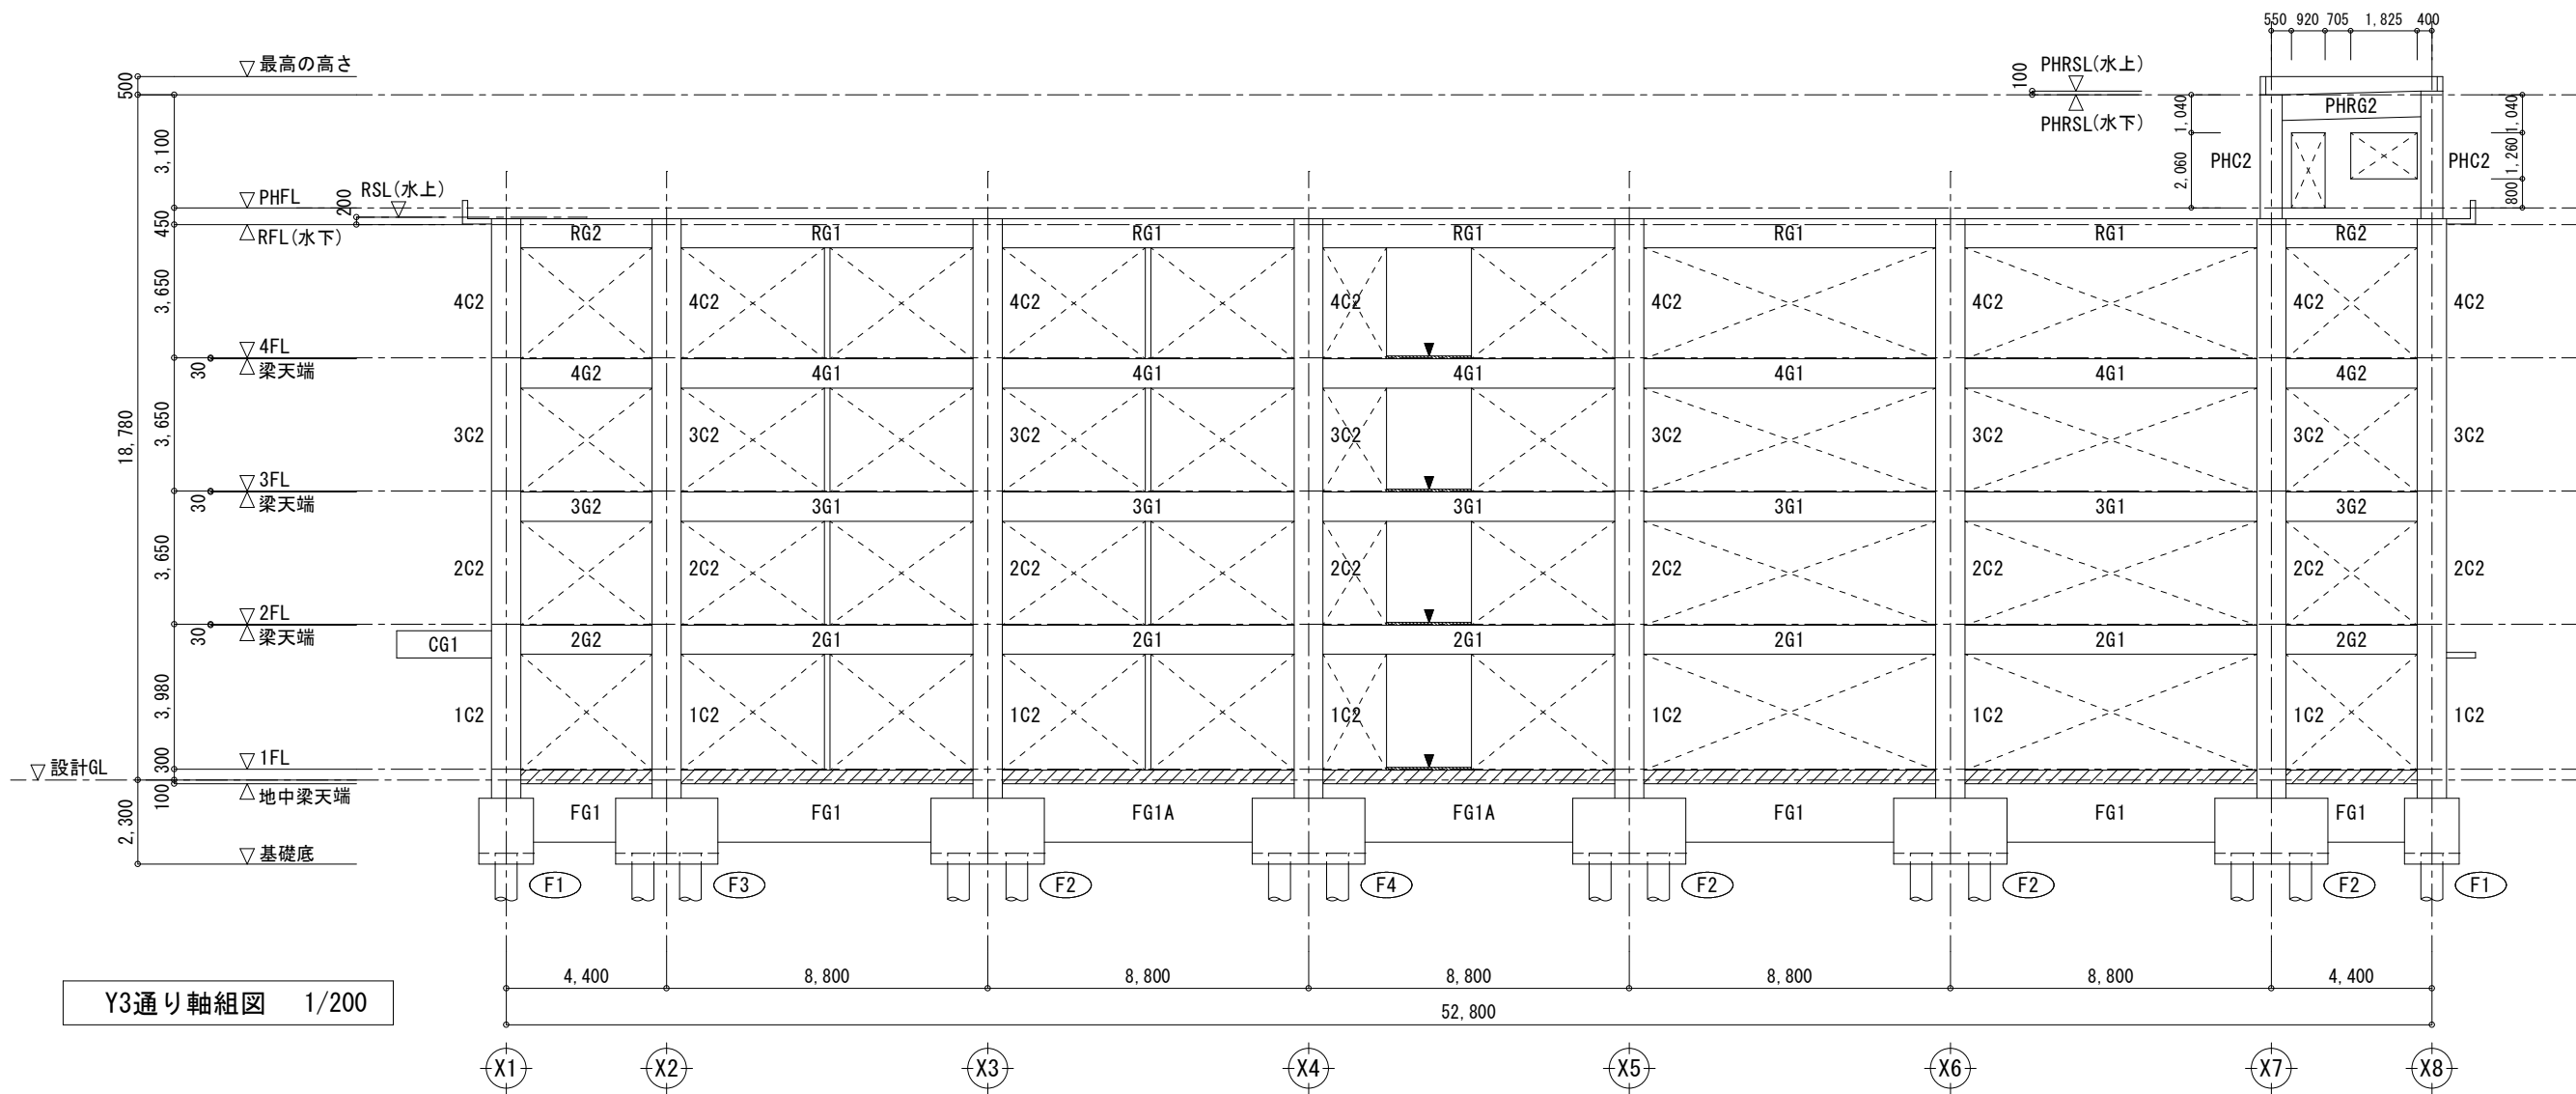 550 920 705 1,825 400
最高の高さ
500
100
PHRSL(水上)
PHRSL(水下)
PHRG2
1,040
2,060
PHC2
PHC2
1,040
1,260
800
3,100
PHFL
200
RSL(水上)
450
RFL(水下)
RG2 RG1 RG1 RG1 RG1 RG1 RG2
3,650
4C2 4C2 4C2 4C2 4C2 4C2 4C2 4C2
4FL
30
梁天端
4G2 4G1 4G1 4G1 4G1 4G1 4G2
18,780
3,650
3C2 3C2 3C2 3C2 3C2 3C2 3C2 3C2
3FL
30
梁天端
3G2 3G1 3G1 3G1 3G1 3G1 3G2
3,650
2C2 2C2 2C2 2C2 2C2 2C2 2C2 2C2
2FL
30
梁天端
CG1
2G2 2G1 2G1 2G1 2G1 2G1 2G2
3,980
1C2 1C2 1C2 1C2 1C2 1C2 1C2 1C2
設計GL
300
1FL
100
地中梁天端
2,300
FG1 FG1 FG1A FG1A FG1 FG1 FG1
基礎底
F1 F3 F2 F4 F2 F2 F2 F1
4,400 8,800 8,800 8,800 8,800 8,800 4,400
52,800
Y3通り軸組図 1/200
X1 X2 X3 X4 X5 X6 X7 X8